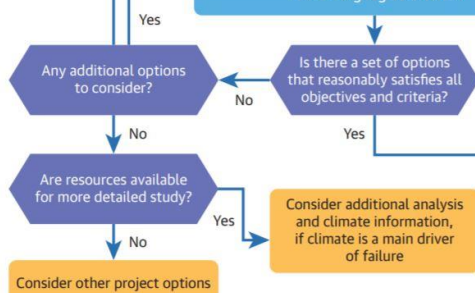 Yes
Any additional options
to consider?
No
Is there a set of options
that reasonably satisfies all
objectives and criteria?
No
Yes
Are resources available
for more detailed study?
Yes
No
Consider additional analysis
and climate information,
if climate is a main driver
of failure
Consider other project options